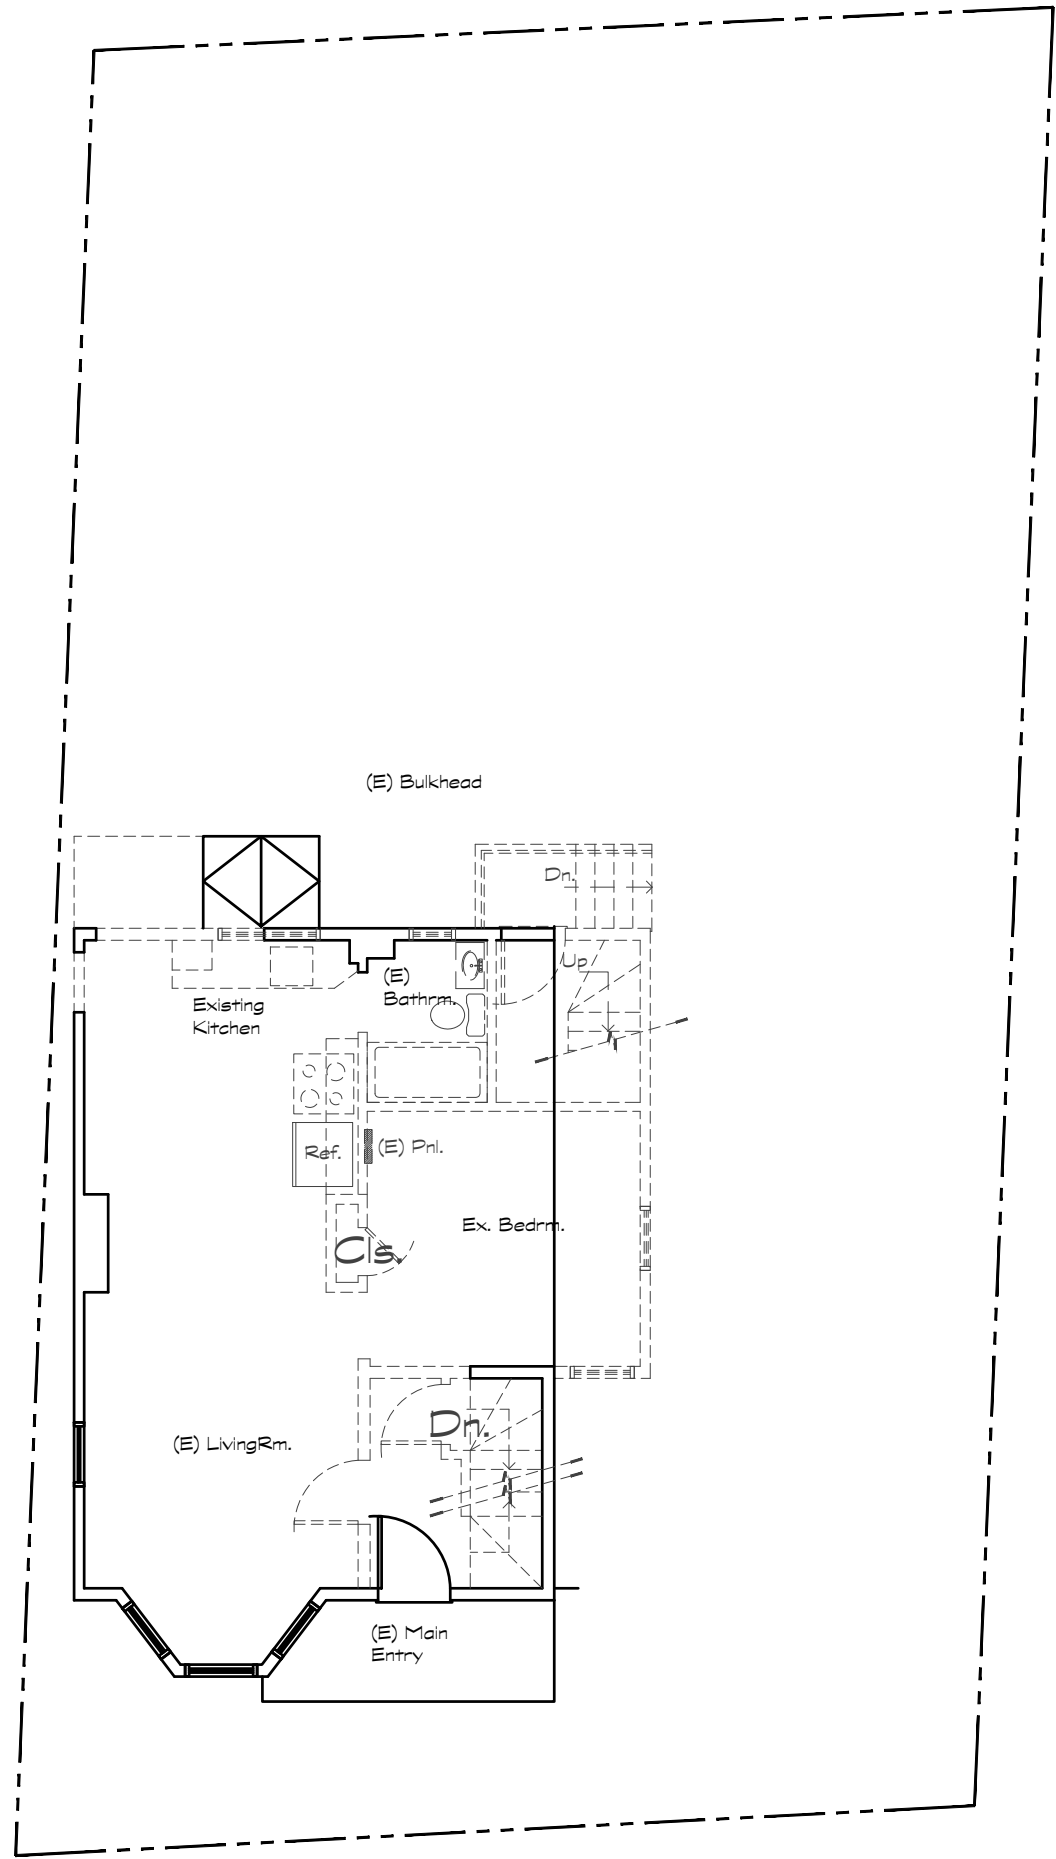 (E) Bulkhead
Dn.
Up
(E)
Bathrm.
Existing
Kitchen
Ref.
(E) Pnl.
Ex. Bedrm.
Cls.
Dn.
(E) LivingRm.
(E) Main
Entry